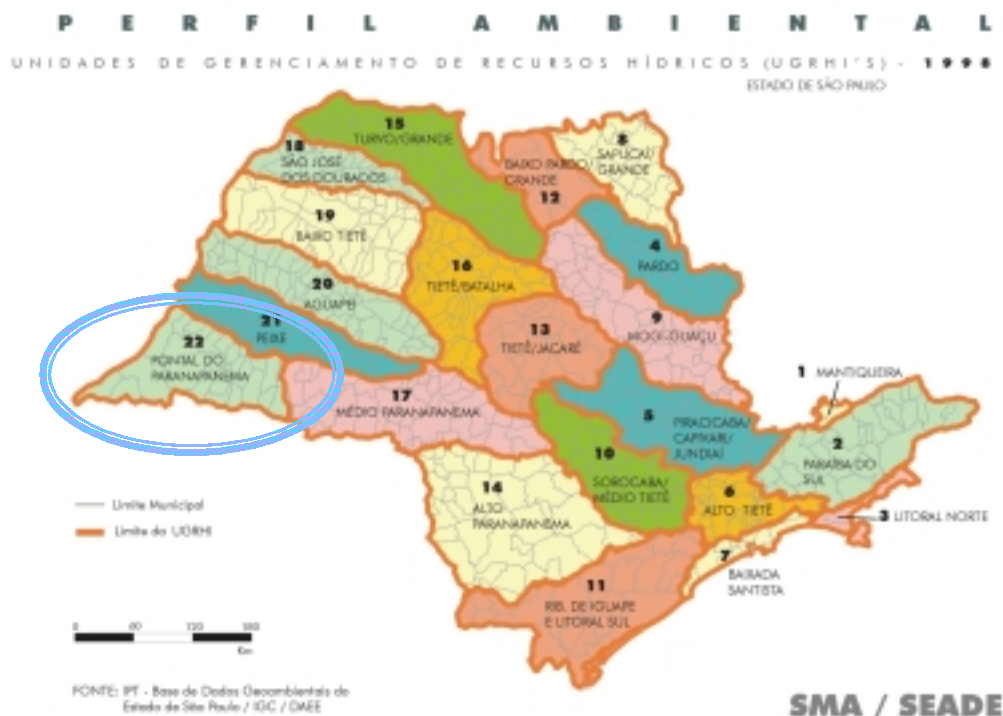 PERFIL AMBIENTAL
UNIDADES DE GERENCIAMENTO DE RECURSOS HÍDRICOS (UGRHI'S) - 1998
ESTADO DE SÃO PAULO
15
TURVO/GRANDE
8
SAPUCAÍ/
GRANDE
18
SÃO JOSÉ
DOS DOURADOS
BAIXO PARDO/
GRANDE
12
19
BAIXO TIETÊ
4
PARDO
16
TIETÊ/BATALHA
20
AGUAPEÍ
21
PEIXE
9
MOGI-GUAÇU
13
TIETÊ/JACARÉ
22
PONTAL DO
PARANAPANEMA
1 MANTIQUEIRA
17
MÉDIO PARANAPANEMA
5
PIRACICABA/
CAPIVARI/
JUNDIAÍ
2
PARAÍBA DO
SUL
10
SOROCABA/
MÉDIO TIETÊ
14
ALTO
PARANAPANEMA
6
ALTO TIETÊ
3 LITORAL NORTE
Limite Municipal
Limite da UGRHI
7
BAIXADA
SANTISTA
11
RIB. DE IGUAPE
E LITORAL SUL
0 60 120 180
Km
FONTE: IPT - Base de Dados Geoambientais do
Estado de São Paulo / IGC / DAEE
SMA / SEADE